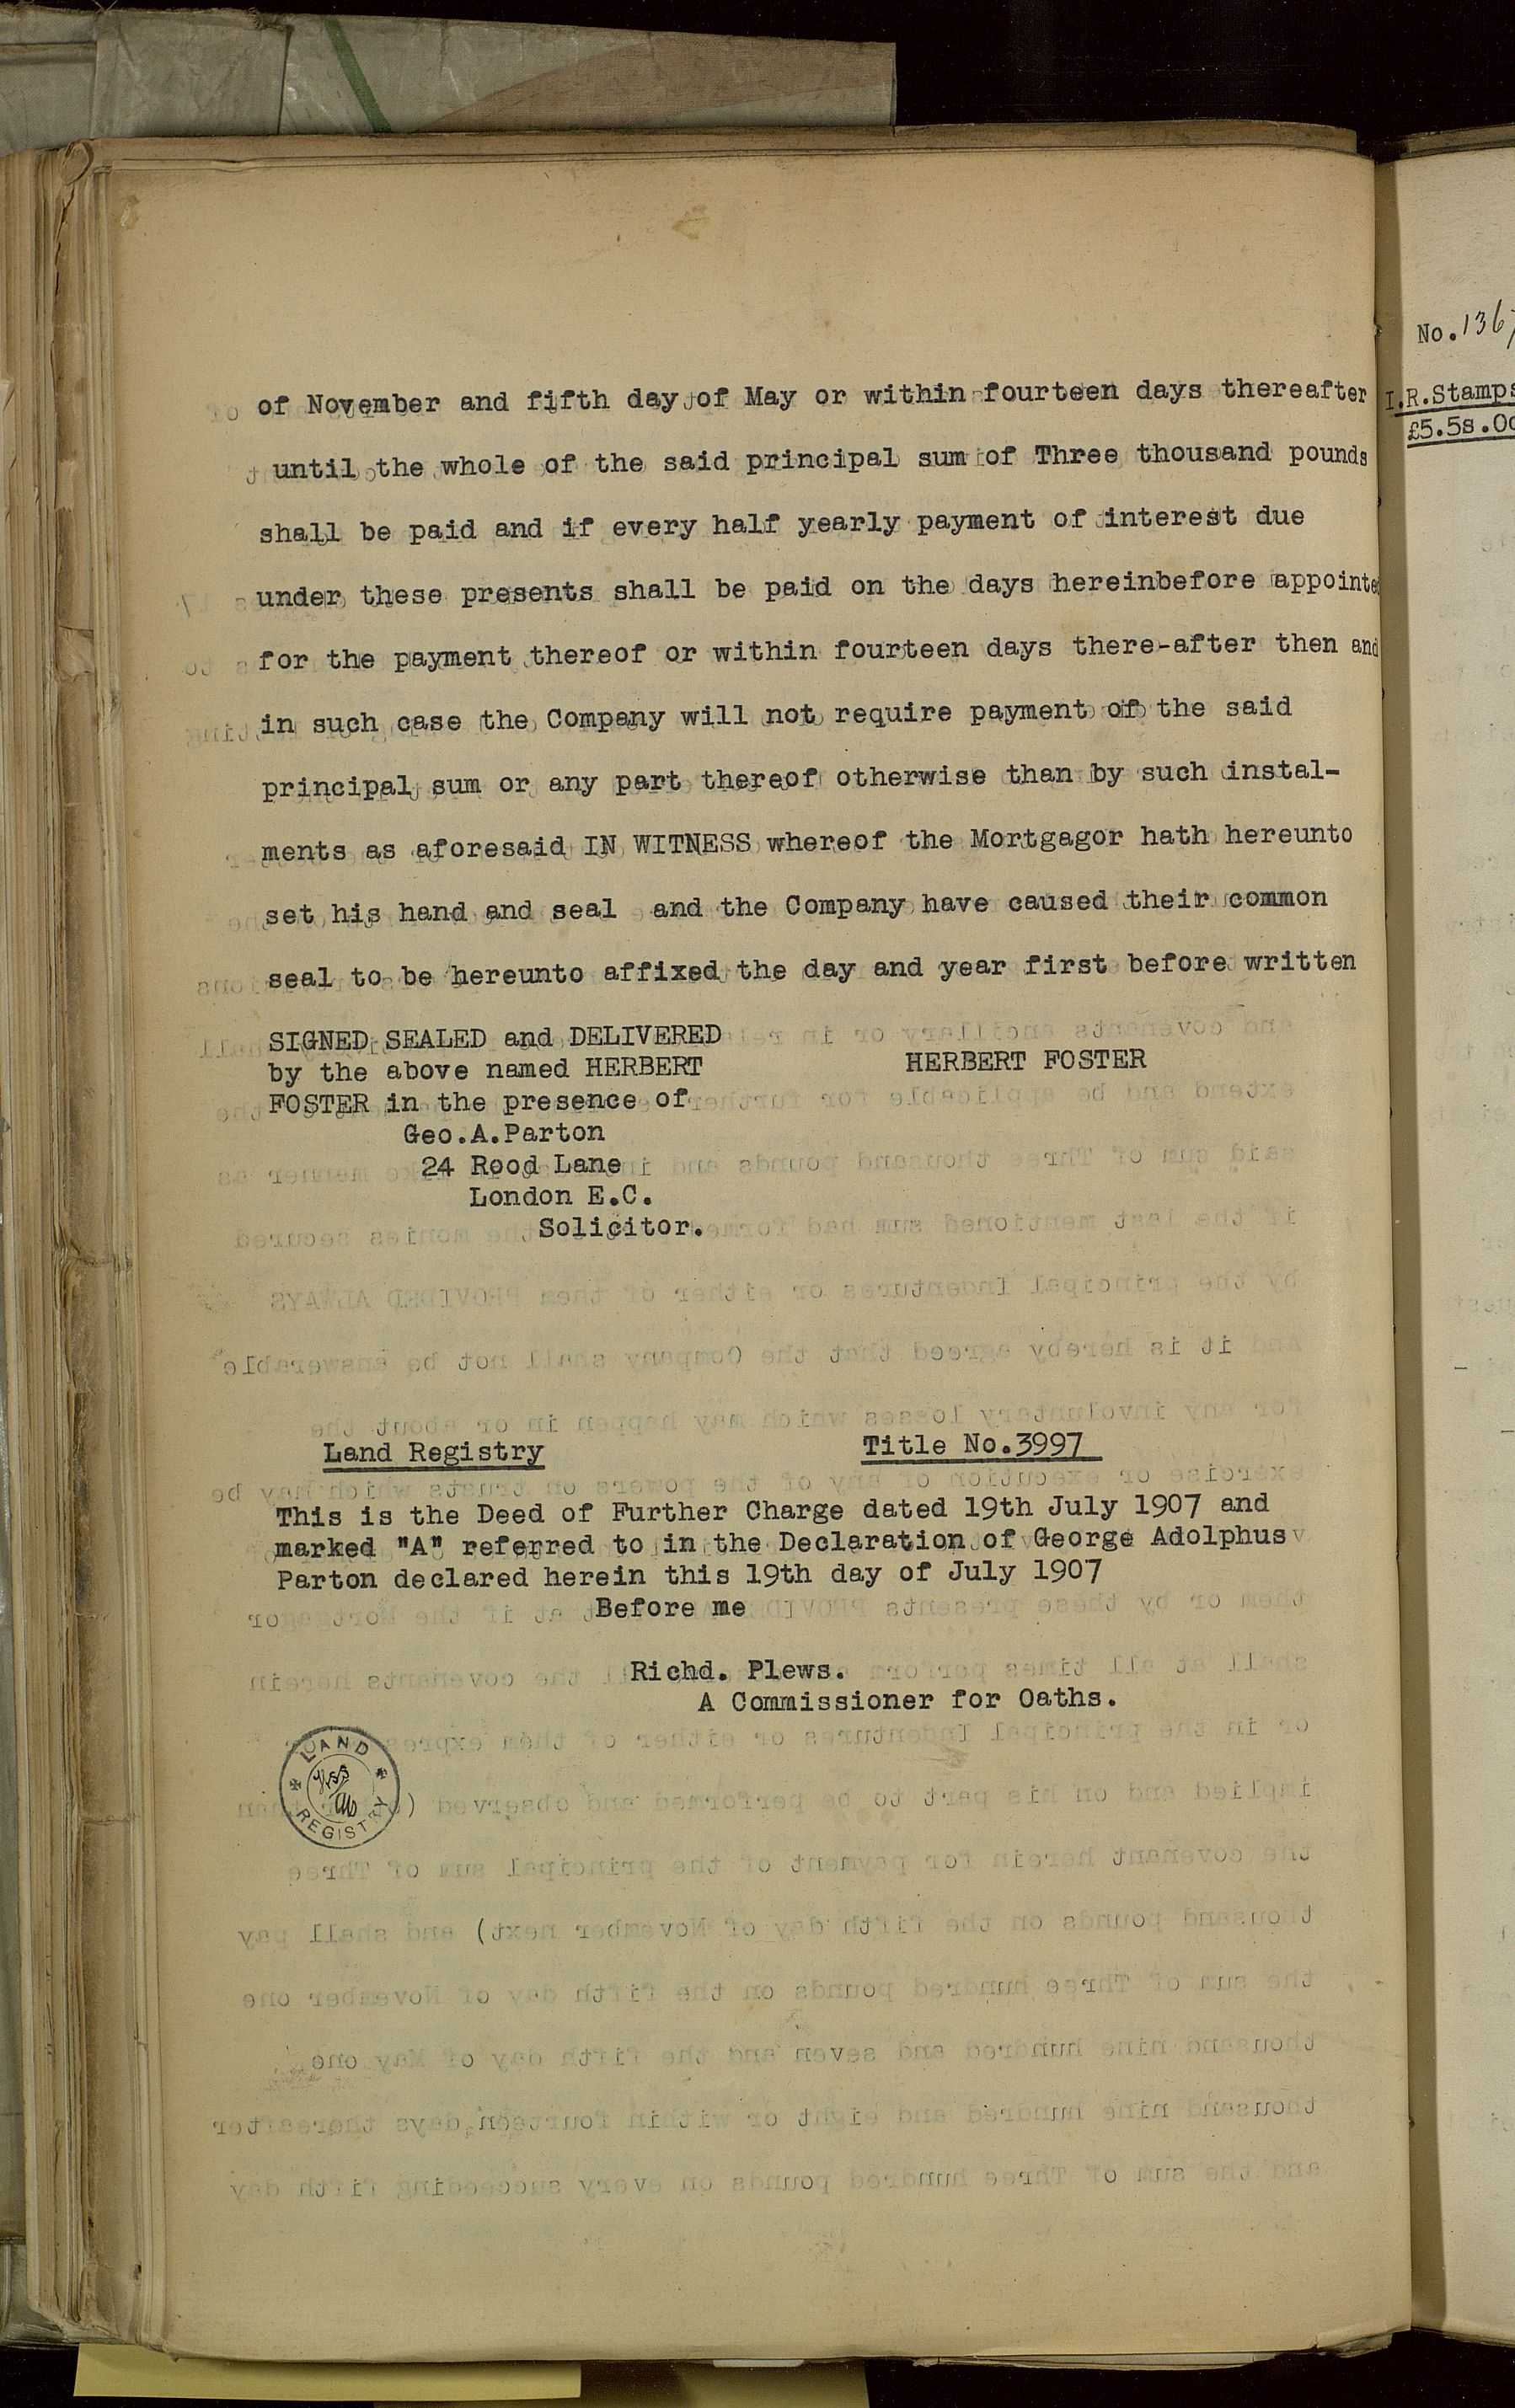 of November and fifth day of May or within fourteen days thereafter
until the whole of the said principal sum of Three thousand pounds
shall be paid and if every half yearly payment of interest due
under these presents shall be paid on the days hereinbefore appointed
for the payment thereof or within fourteen days there-after then and
in such case the Company will not require payment of the said
principal sum or any part thereof otherwise than by such instal-
ments as aforesaid IN WITNESS whereof the Mortgagor hath hereunto
set his hand and seal and the Company have caused their common
seal to be hereunto affixed the day and year first before written
SIGNED SEALED and DELIVERED
by the above named HERBERT
FOSTER in the presence of
HERBERT FOSTER
Geo.A.Parton
24 Rood Lane
London E.C.
Solicitor.
Land Registry
Title No.3997
This is the Deed of Further Charge dated 19th July 1907 and
marked "A" referred to in the Declaration of George Adolphus
Parton declared herein this 19th day of July 1907
Before me
Richd. Plews.
A Commissioner for Oaths.
LAND
REGISTRY
No.1367
I.R.Stamps
£5.5s.0d